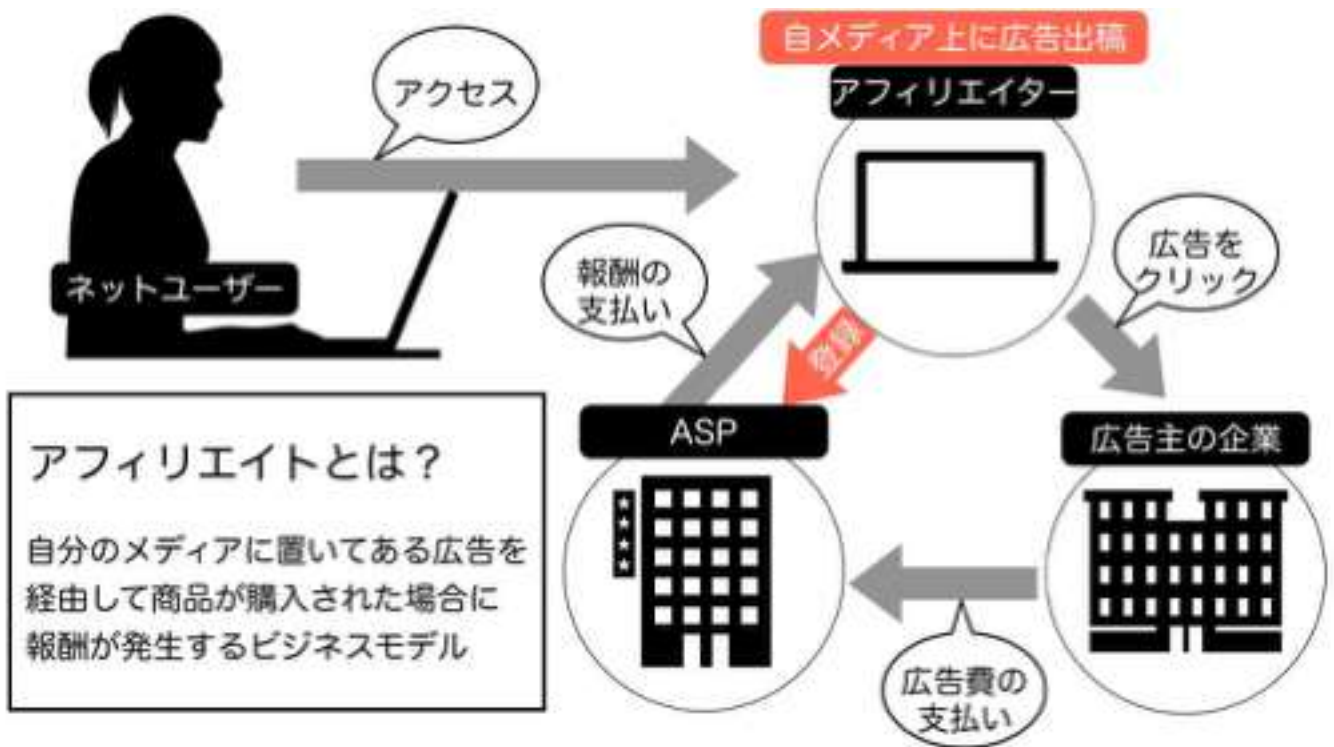 自メディア上に広告出稿
アフィリエイター
アクセス
ネットユーザー
報酬の
支払い
広告を
クリック
登録
ASP
広告主の企業
アフィリエイトとは？
自分のメディアに置いてある広告を
経由して商品が購入された場合に
報酬が発生するビジネスモデル
広告費の
支払い